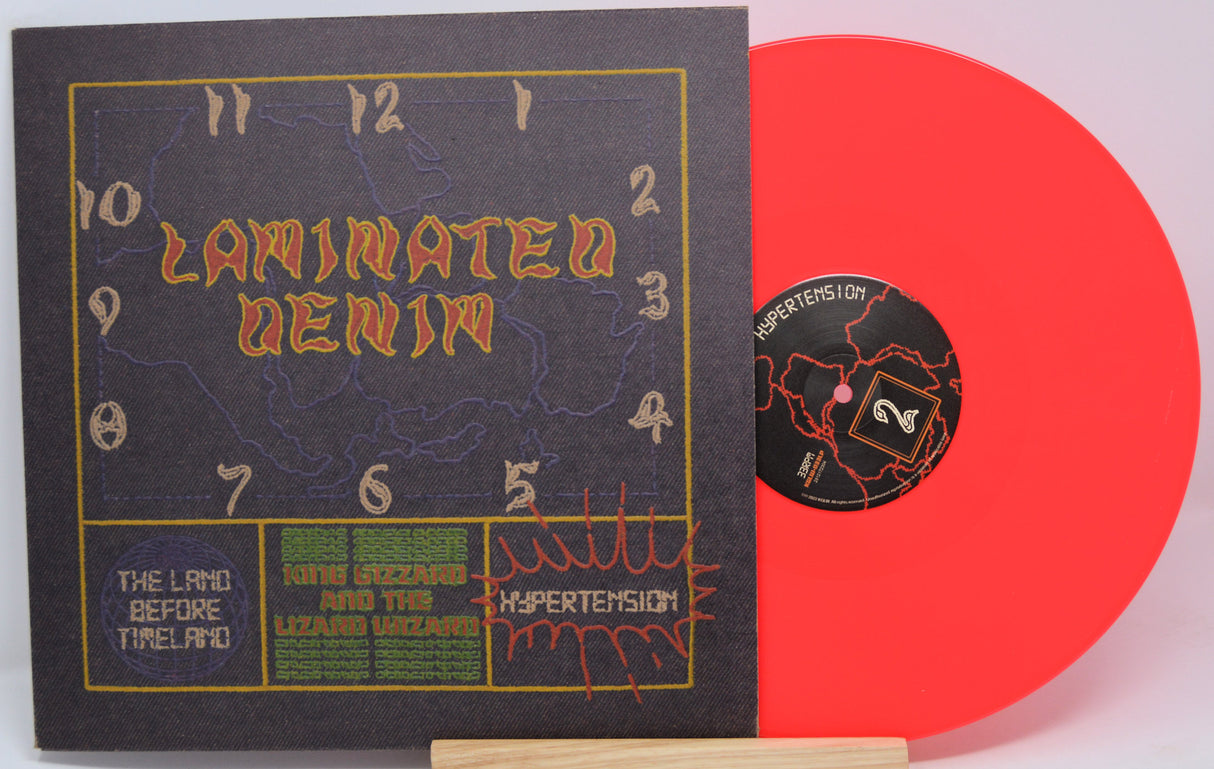 11 12 1
10 2
LAMINATED
DENIM
9 3
8 4
7 6 5
THE LAND
BEFORE
TIMELAND
KING GIZZARD
AND THE
LIZARD WIZARD
HYPERTENSION
HYPERTENSION
2
33RPM